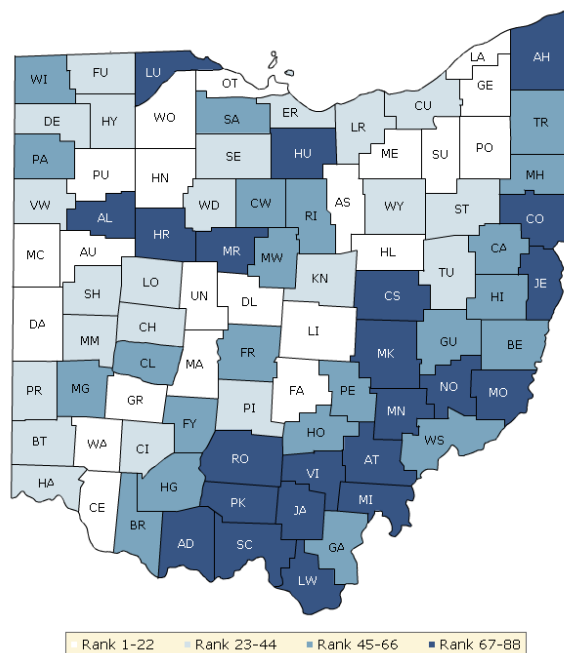 LA
AH
WI
FU
LU
OT
GE
DE
HY
WO
SA
ER
LR
CU
TR
PA
PU
HN
SE
HU
ME
SU
PO
MH
VW
AL
WD
CW
RI
AS
WY
ST
CO
MC
AU
HR
MR
MW
HL
TU
CA
JE
LO
KN
SH
UN
DL
CS
HI
DA
CH
LI
MM
CL
MA
FR
MK
GU
BE
PR
MG
GR
FA
PE
NO
MO
PI
MN
FY
HO
WS
BT
WA
CI
RO
VI
AT
HA
HG
PK
MI
CE
JA
BR
AD
SC
GA
LW
Rank 1-22 Rank 23-44 Rank 45-66 Rank 67-88